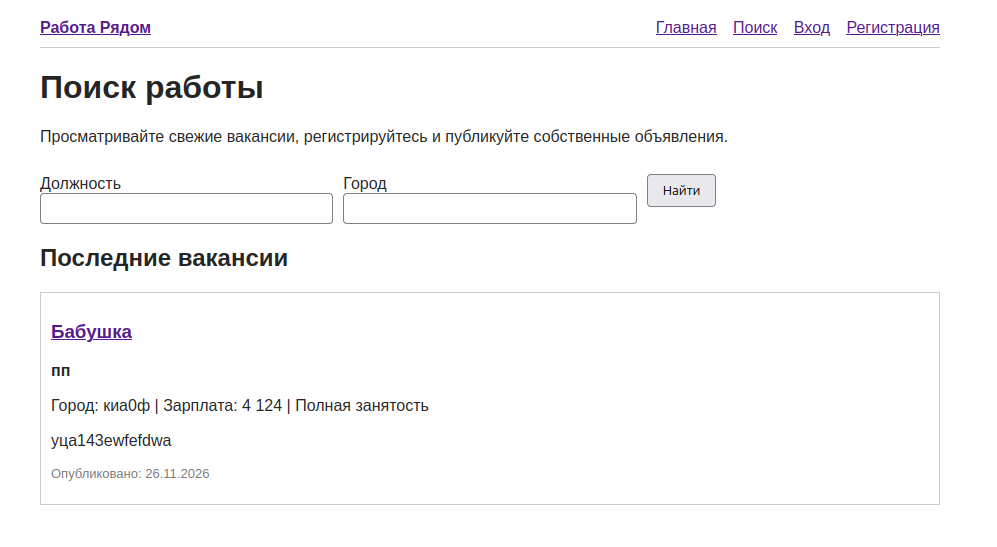 Работа Рядом
Главная Поиск Вход Регистрация
Поиск работы
Просматривайте свежие вакансии, регистрируйтесь и публикуйте собственные объявления.
Должность Город
Найти
Последние вакансии
Бабушка
пп
Город: киа0ф | Зарплата: 4 124 | Полная занятость
уца143ewfefdwa
Опубликовано: 26.11.2026